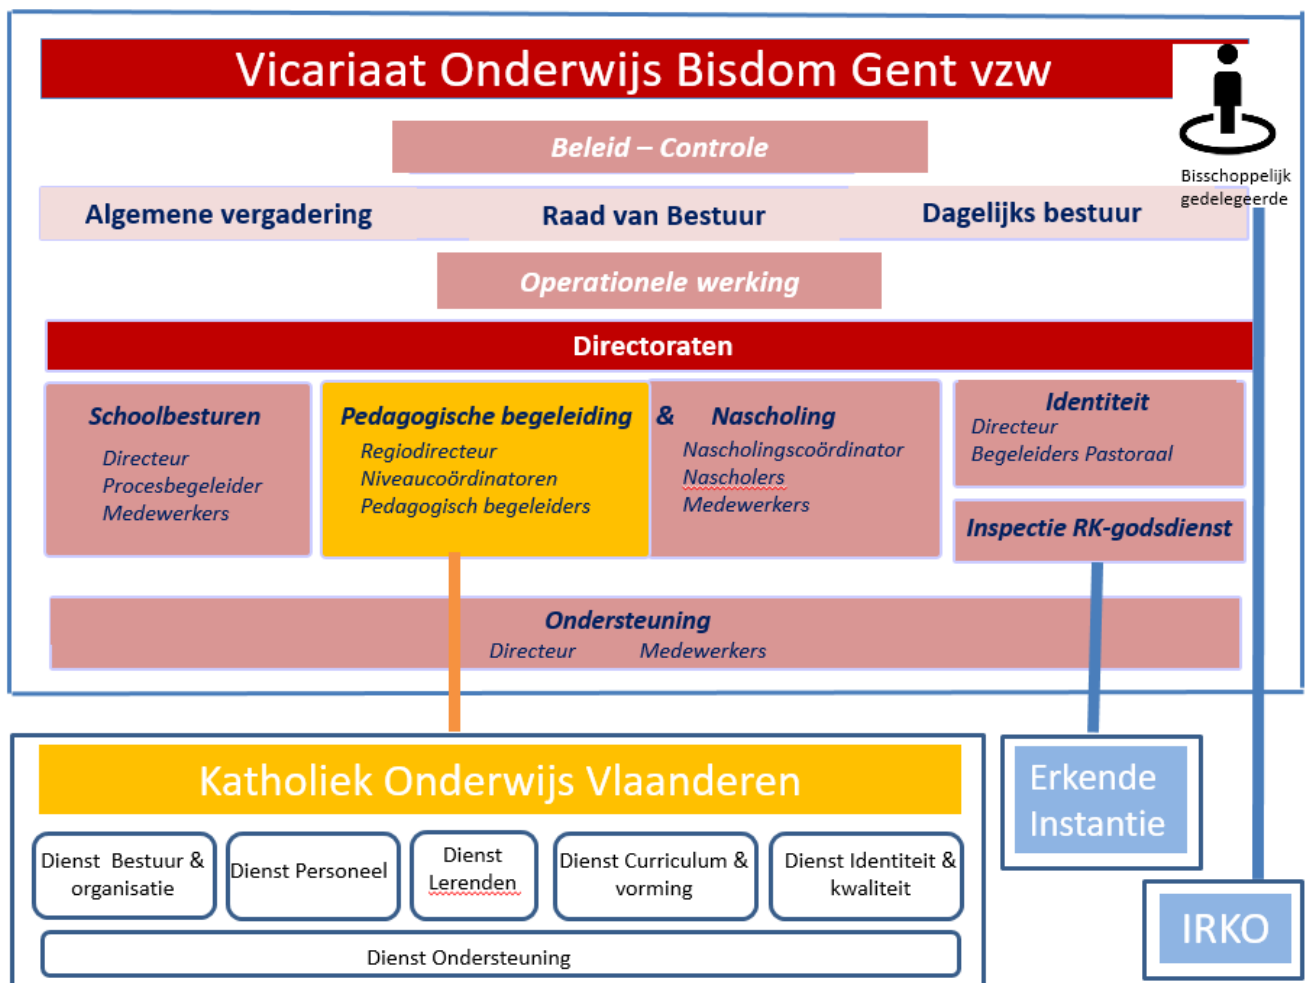 Vicariaat Onderwijs Bisdom Gent vzw
Bisschoppelijk
gedelegeerde
Beleid – Controle
Algemene vergadering
Raad van Bestuur
Dagelijks bestuur
Operationele werking
Directoraten
Schoolbesturen
Directeur
Procesbegeleider
Medewerkers
Pedagogische begeleiding & Nascholing
Regiodirecteur
Niveaucoördinatoren
Pedagogisch begeleiders
Nascholingscoördinator
Nascholers
Medewerkers
Identiteit
Directeur
Begeleiders Pastoraal
Inspectie RK-godsdienst
Ondersteuning
Directeur Medewerkers
Katholiek Onderwijs Vlaanderen
Dienst Bestuur &
organisatie
Dienst Personeel
Dienst
Lerenden
Dienst Curriculum &
vorming
Dienst Identiteit &
kwaliteit
Dienst Ondersteuning
Erkende
Instantie
IRKO